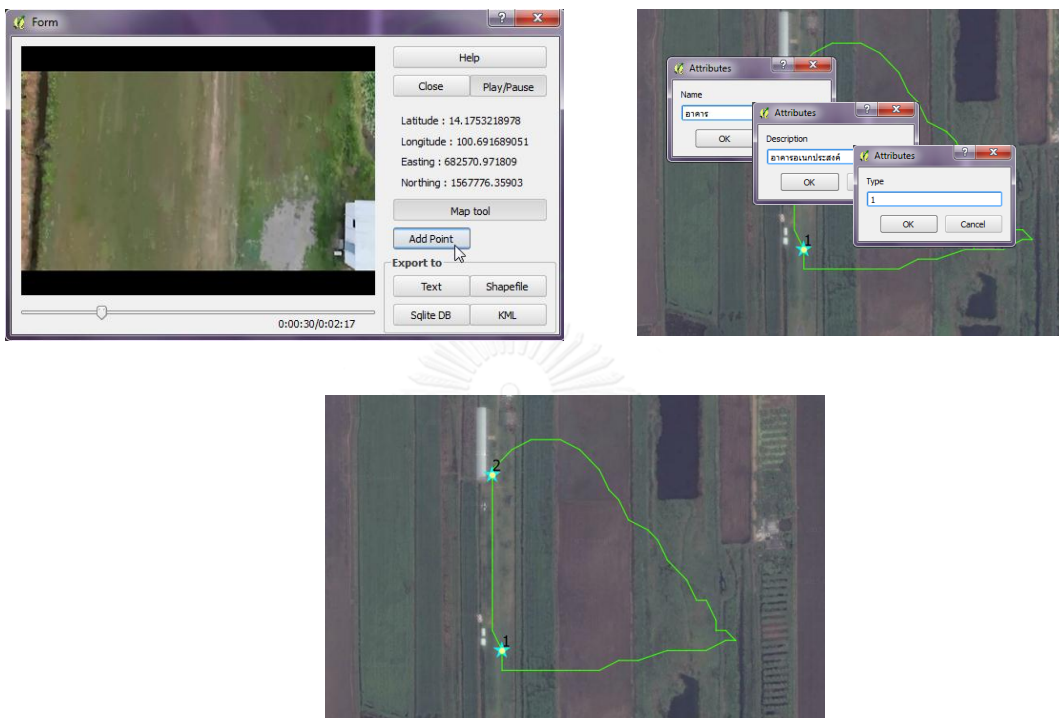 Form
Help
Close
Play/Pause
Latitude : 14.1753218978
Longitude : 100.691689051
Easting : 682570.971809
Northing : 1567776.35903
Map tool
Add Point
Export to
Text
Shapefile
Sqlite DB
KML
0:00:30/0:02:17
Attributes
Name
อาคาร
OK
Attributes
Description
อาคารอเนกประสงค์
OK
Attributes
Type
1
OK
Cancel
1
2
1